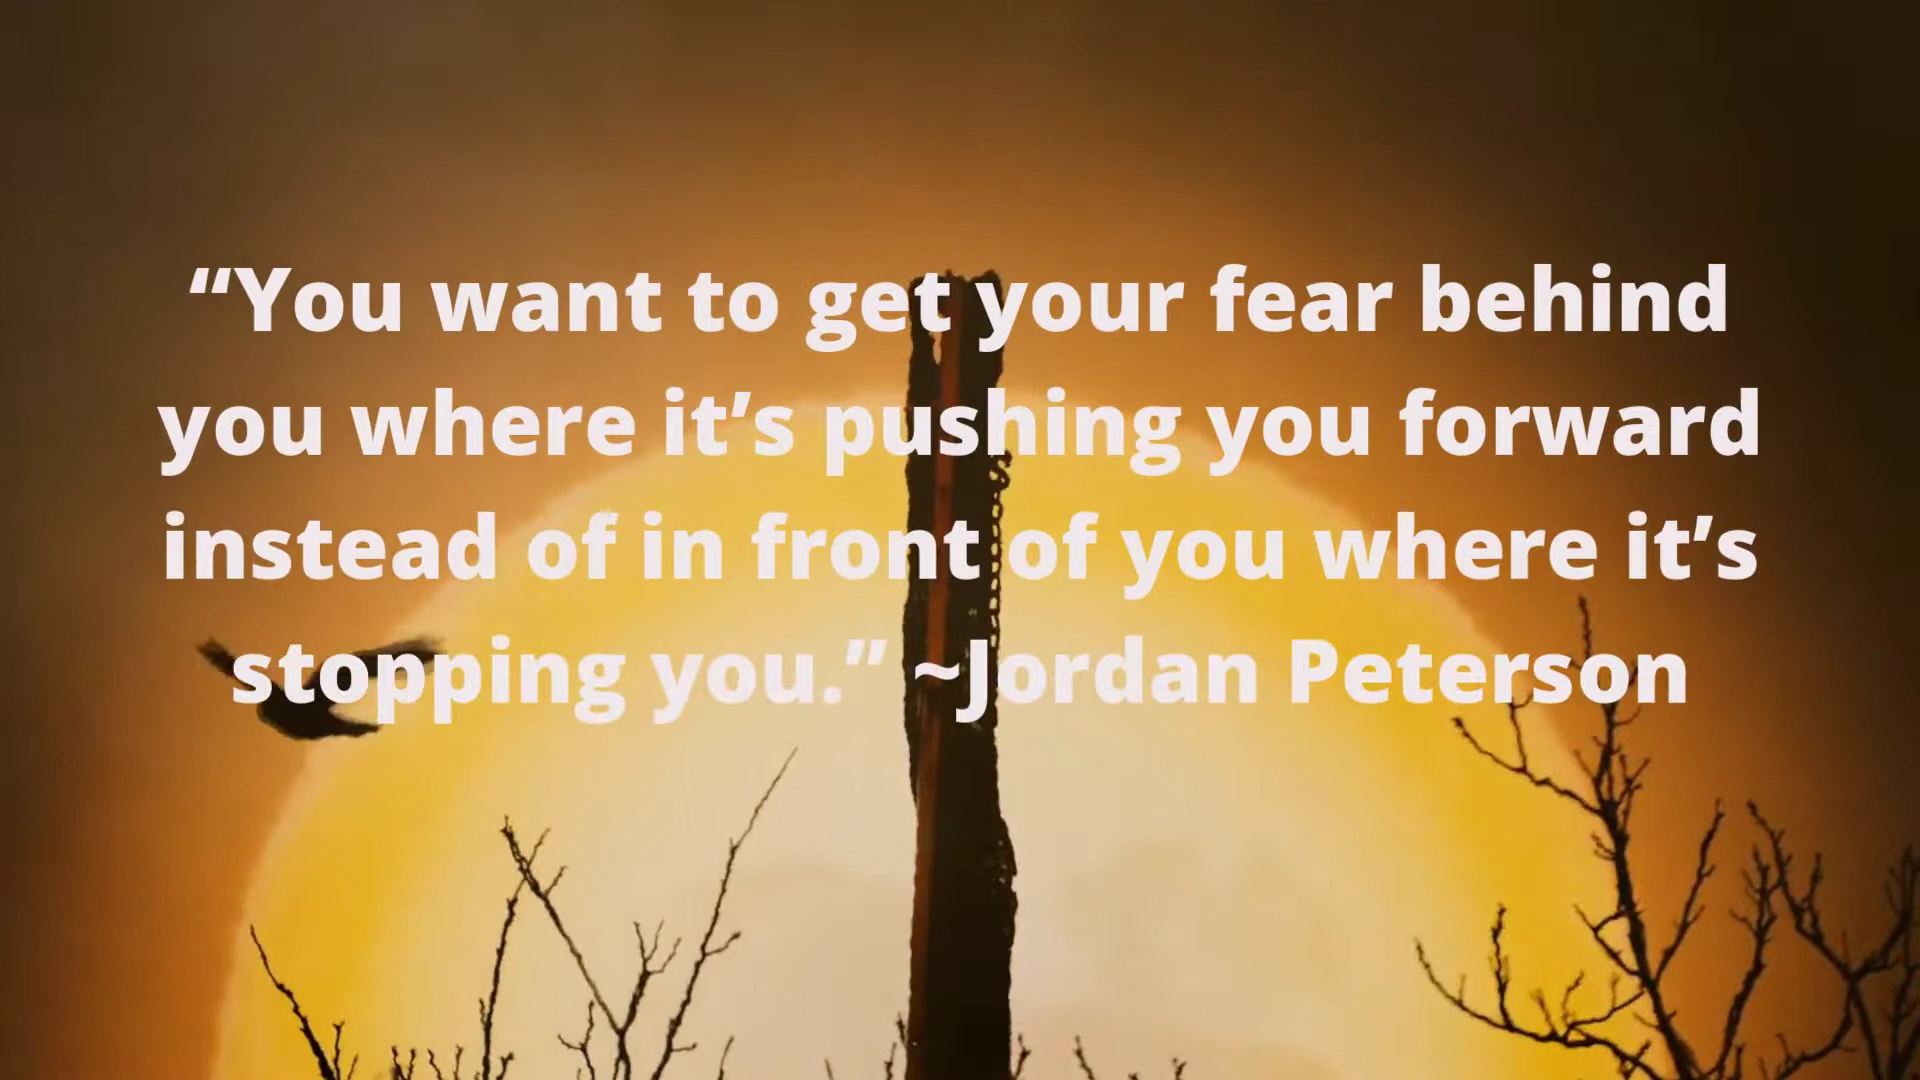 “You want to get your fear behind
you where it’s pushing you forward
instead of in front of you where it’s
stopping you.” ~Jordan Peterson